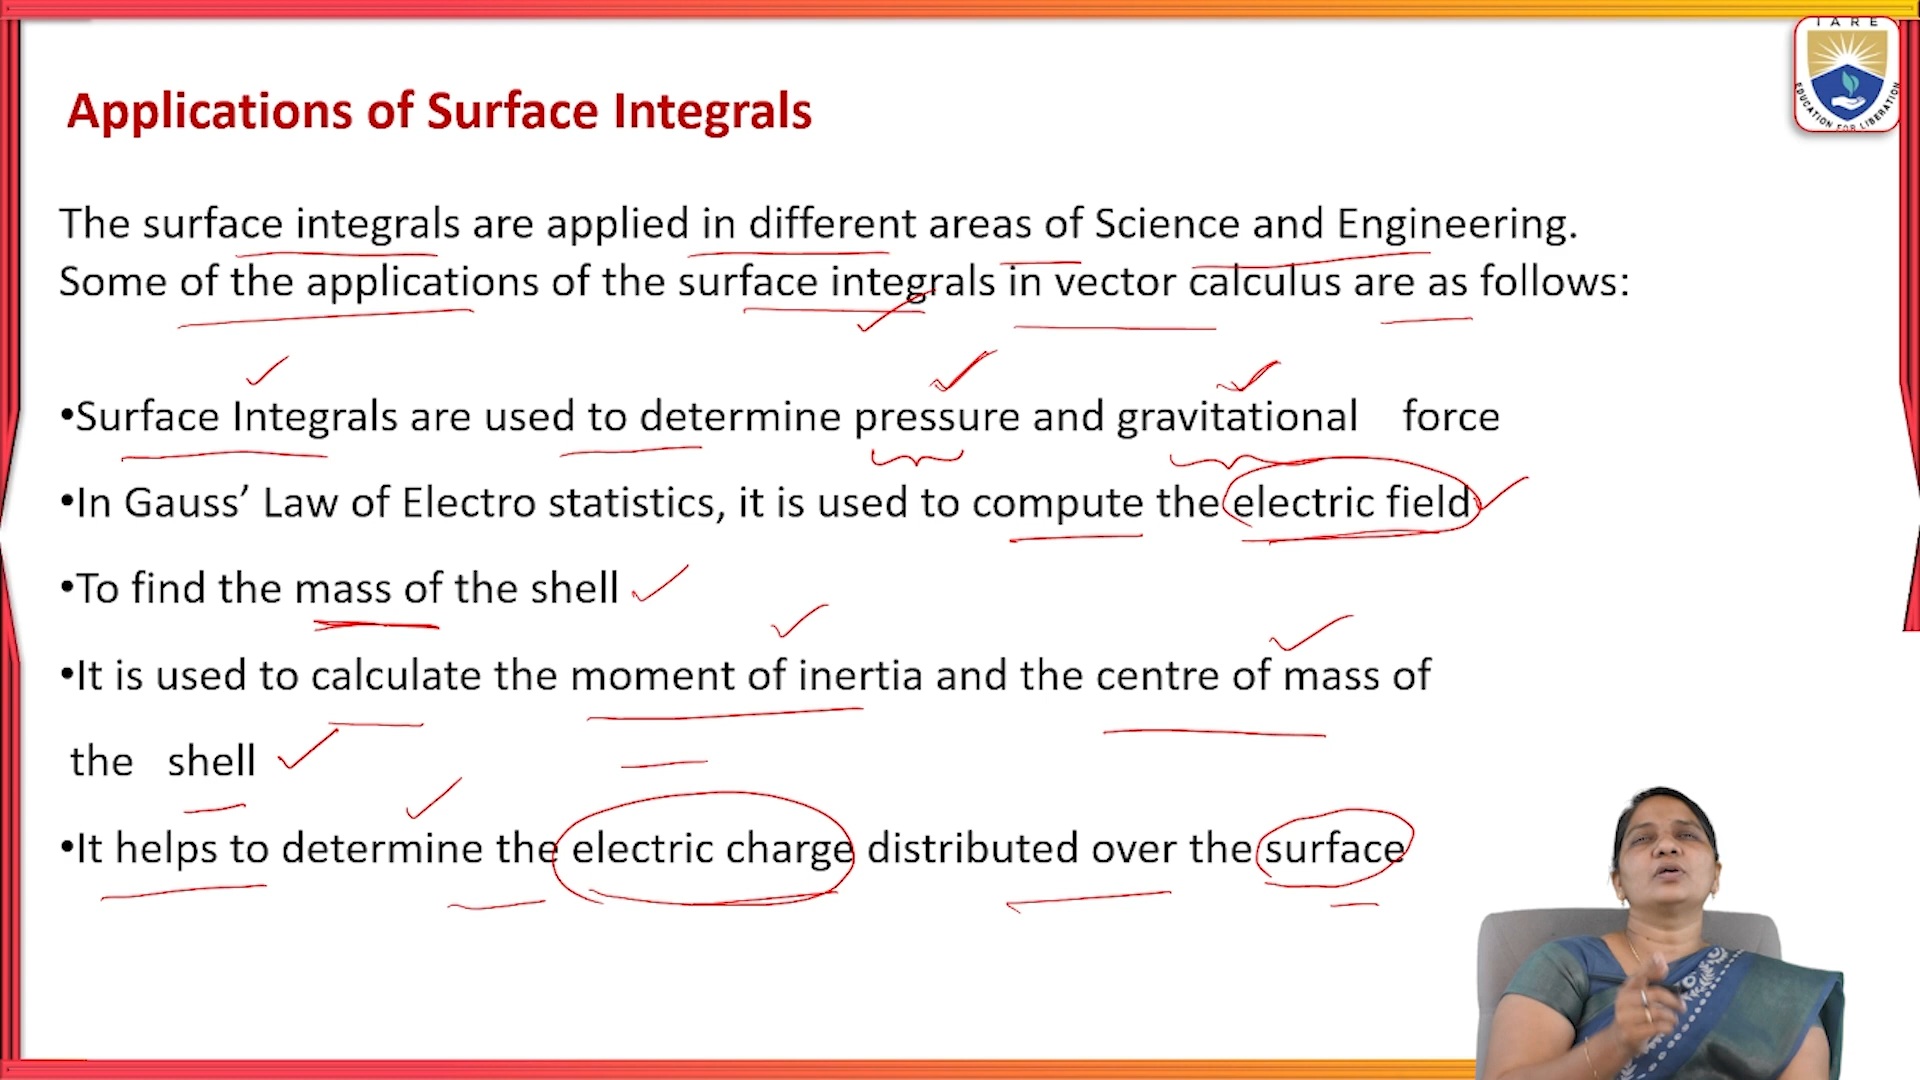 IARE
EDUCATION FOR LIBERATION
Applications of Surface Integrals
The surface integrals are applied in different areas of Science and Engineering.
Some of the applications of the surface integrals in vector calculus are as follows:
•Surface Integrals are used to determine pressure and gravitational force
•In Gauss’ Law of Electro statistics, it is used to compute the electric field
•To find the mass of the shell
•It is used to calculate the moment of inertia and the centre of mass of
the shell
•It helps to determine the electric charge distributed over the surface